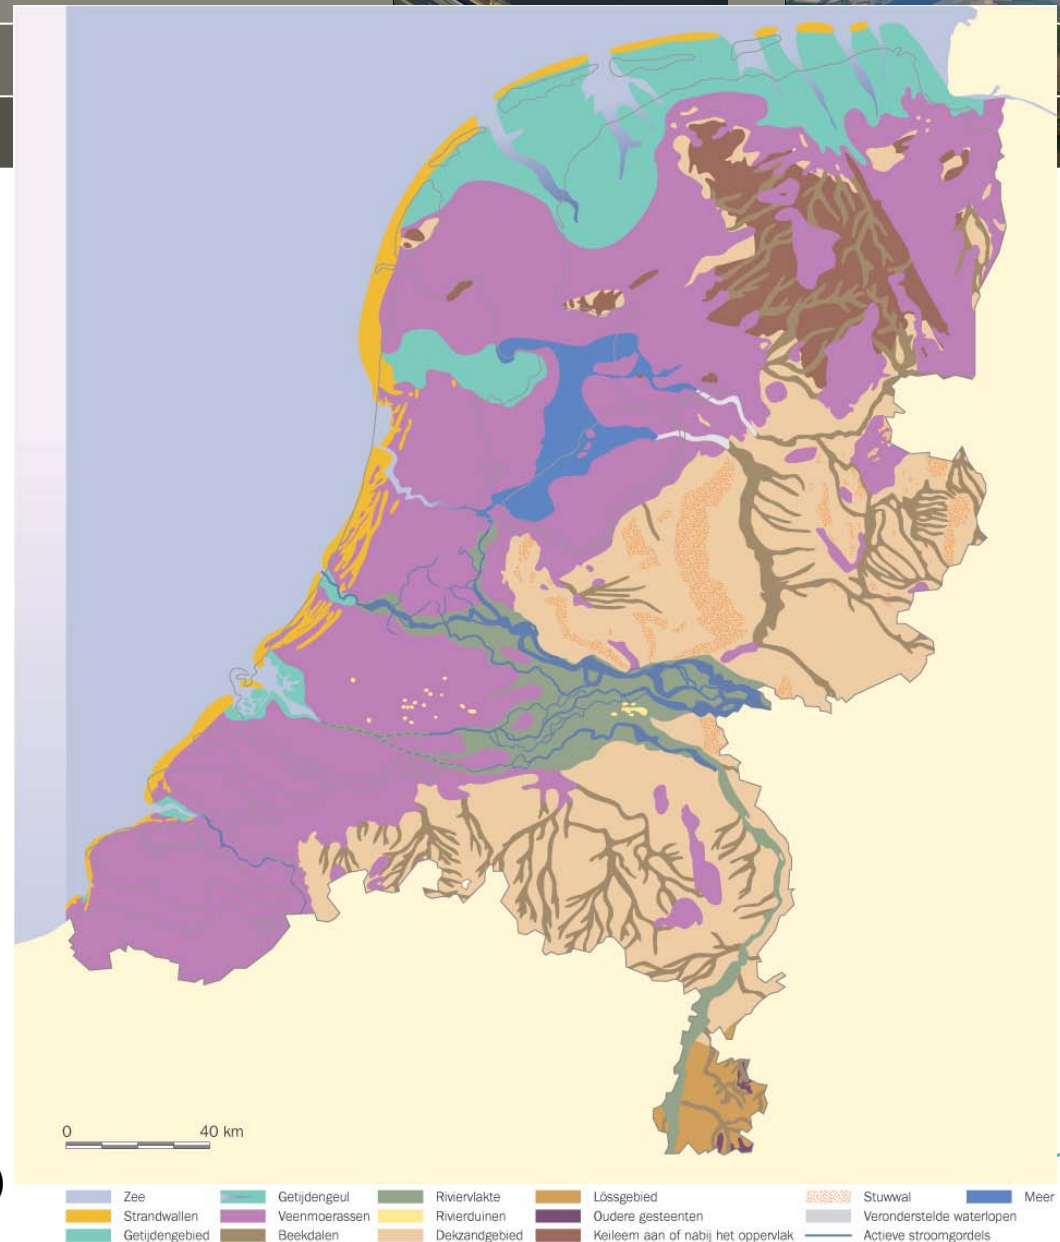 0 40 km
Zee Getijdengeul Riviervlakte Lössgebied Stuwwal Meer
Strandwallen Veenmoerassen Rivierduinen Oudere gesteenten Veronderstelde waterlopen
Getijdengebied Beekdalen Dekzandgebied Keileem aan of nabij het oppervlak Actieve stroomgordels
)